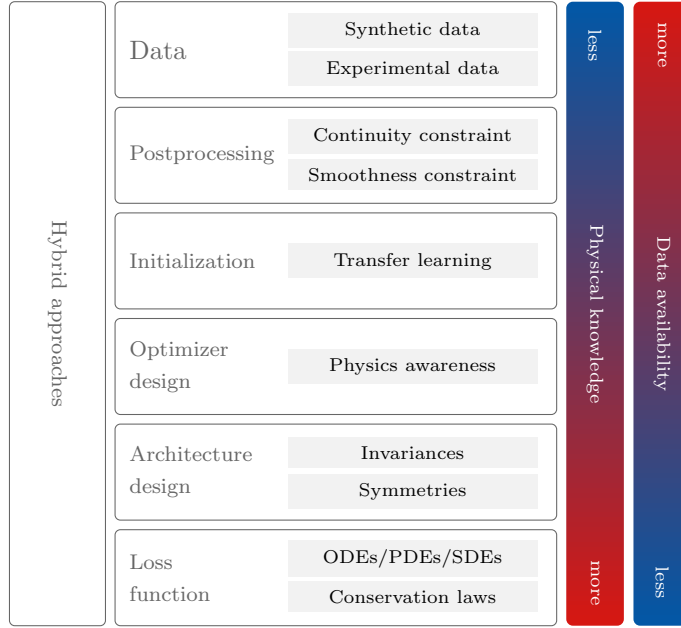 Hybrid approaches
Data
Synthetic data
Experimental data
Postprocessing
Continuity constraint
Smoothness constraint
Initialization
Transfer learning
Optimizer
design
Physics awareness
Architecture
design
Invariances
Symmetries
Loss
function
ODEs/PDEs/SDEs
Conservation laws
less
Physical knowledge
more
more
Data availability
less